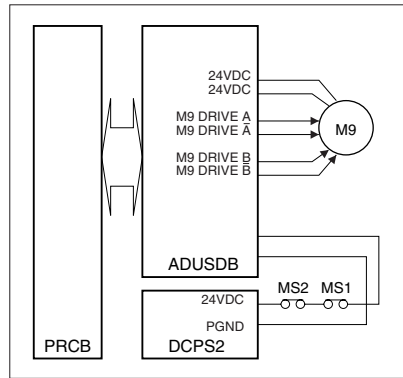 24VDC
24VDC
M9 DRIVE A
M9 DRIVE A̅
M9 DRIVE B
M9 DRIVE B̅
M9
ADUSDB
MS2 MS1
24VDC
PGND
PRCB
DCPS2